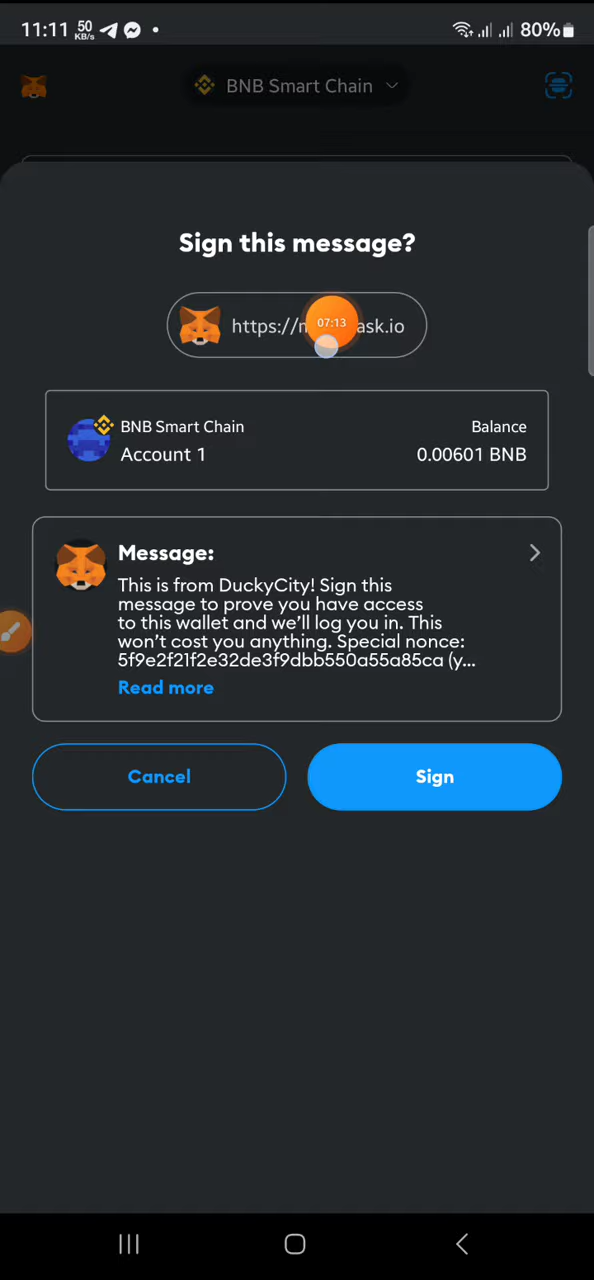 11:11 50 KB/s 80%
BNB Smart Chain
Sign this message?
https:// ask.io
07:13
BNB Smart Chain Balance
Account 1 0.00601 BNB
Message:
This is from DuckyCity! Sign this
message to prove you have access
to this wallet and we'll log you in. This
won't cost you anything. Special nonce:
5f9e2f21f2e32de3f9dbb550a55a85ca (y...
Read more
Cancel Sign